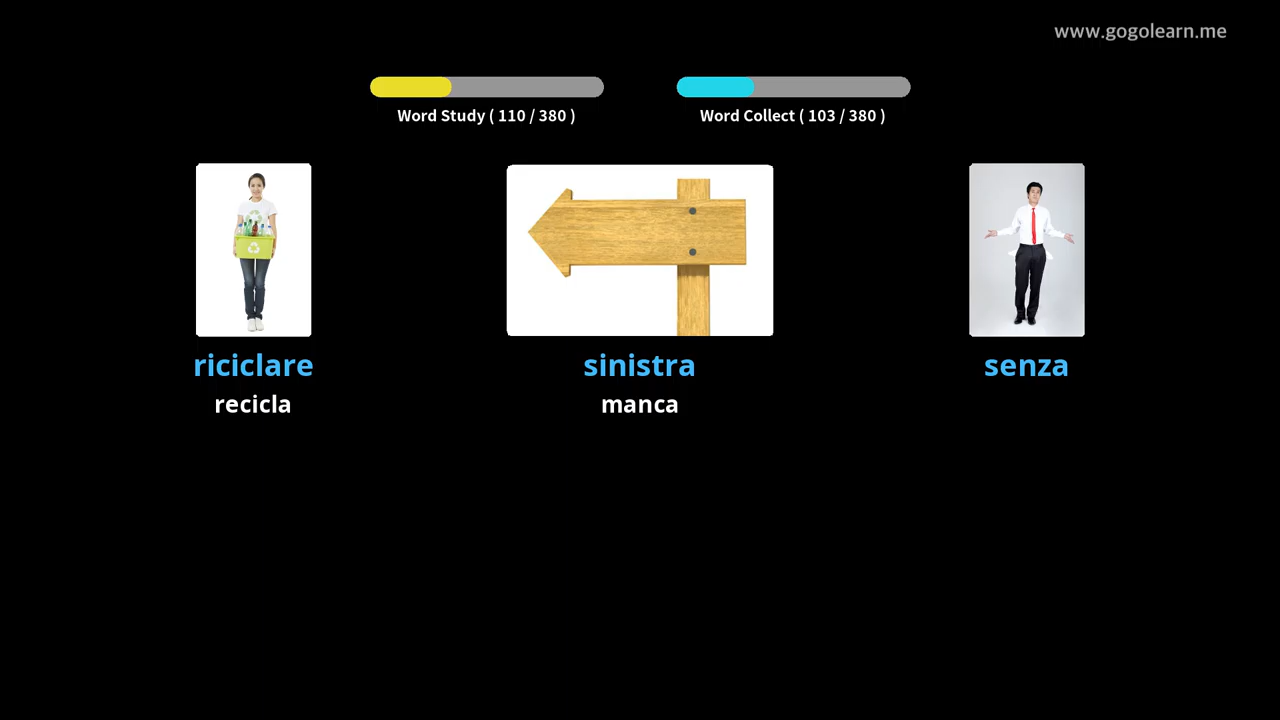 www.gogolearn.me
Word Study ( 110 / 380 )
Word Collect ( 103 / 380 )
riciclare
sinistra
senza
recicla
manca